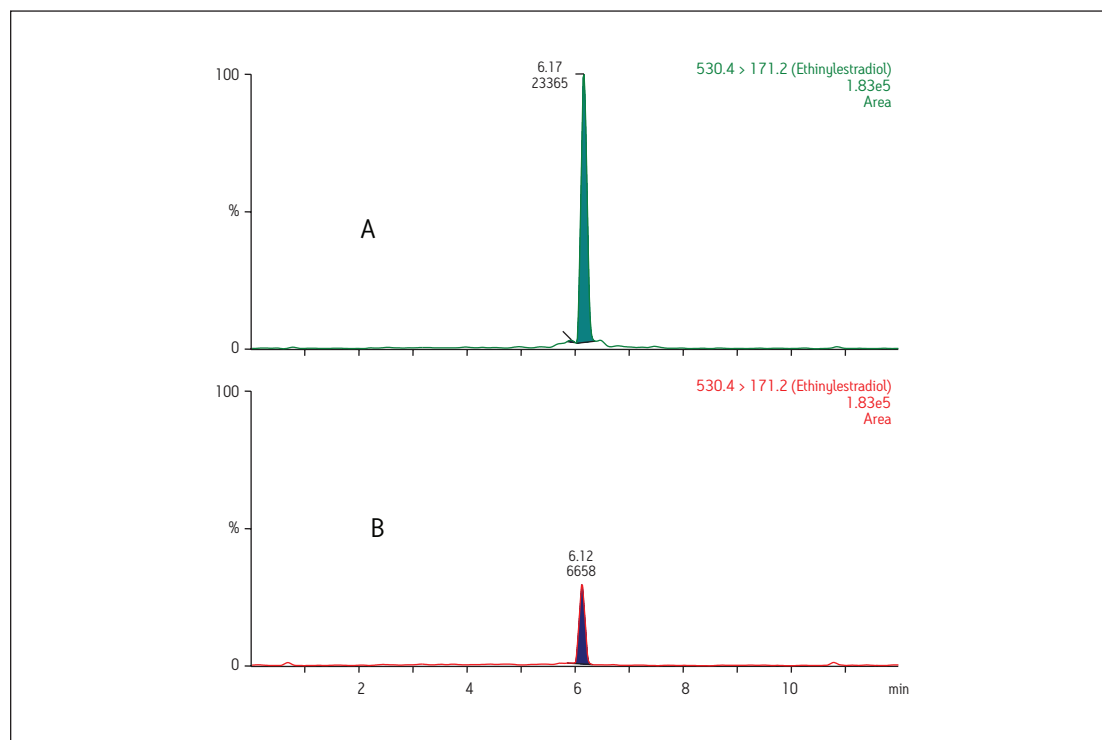 6.17
23365
530.4 > 171.2 (Ethinylestradiol)
1.83e5
Area
100
%
A
0
530.4 > 171.2 (Ethinylestradiol)
1.83e5
Area
100
%
B
6.12
6658
0
2 4 6 8 10 min